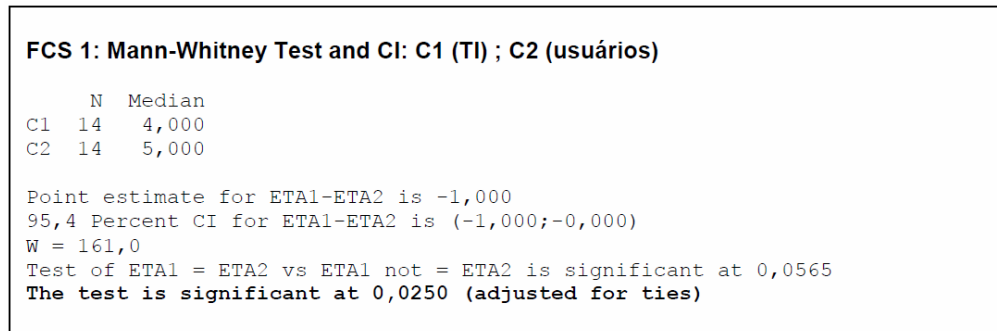 FCS 1: Mann-Whitney Test and CI: C1 (TI) ; C2 (usuários)
N Median
C1 14 4,000
C2 14 5,000
Point estimate for ETA1-ETA2 is -1,000
95,4 Percent CI for ETA1-ETA2 is (-1,000;-0,000)
W = 161,0
Test of ETA1 = ETA2 vs ETA1 not = ETA2 is significant at 0,0565
The test is significant at 0,0250 (adjusted for ties)